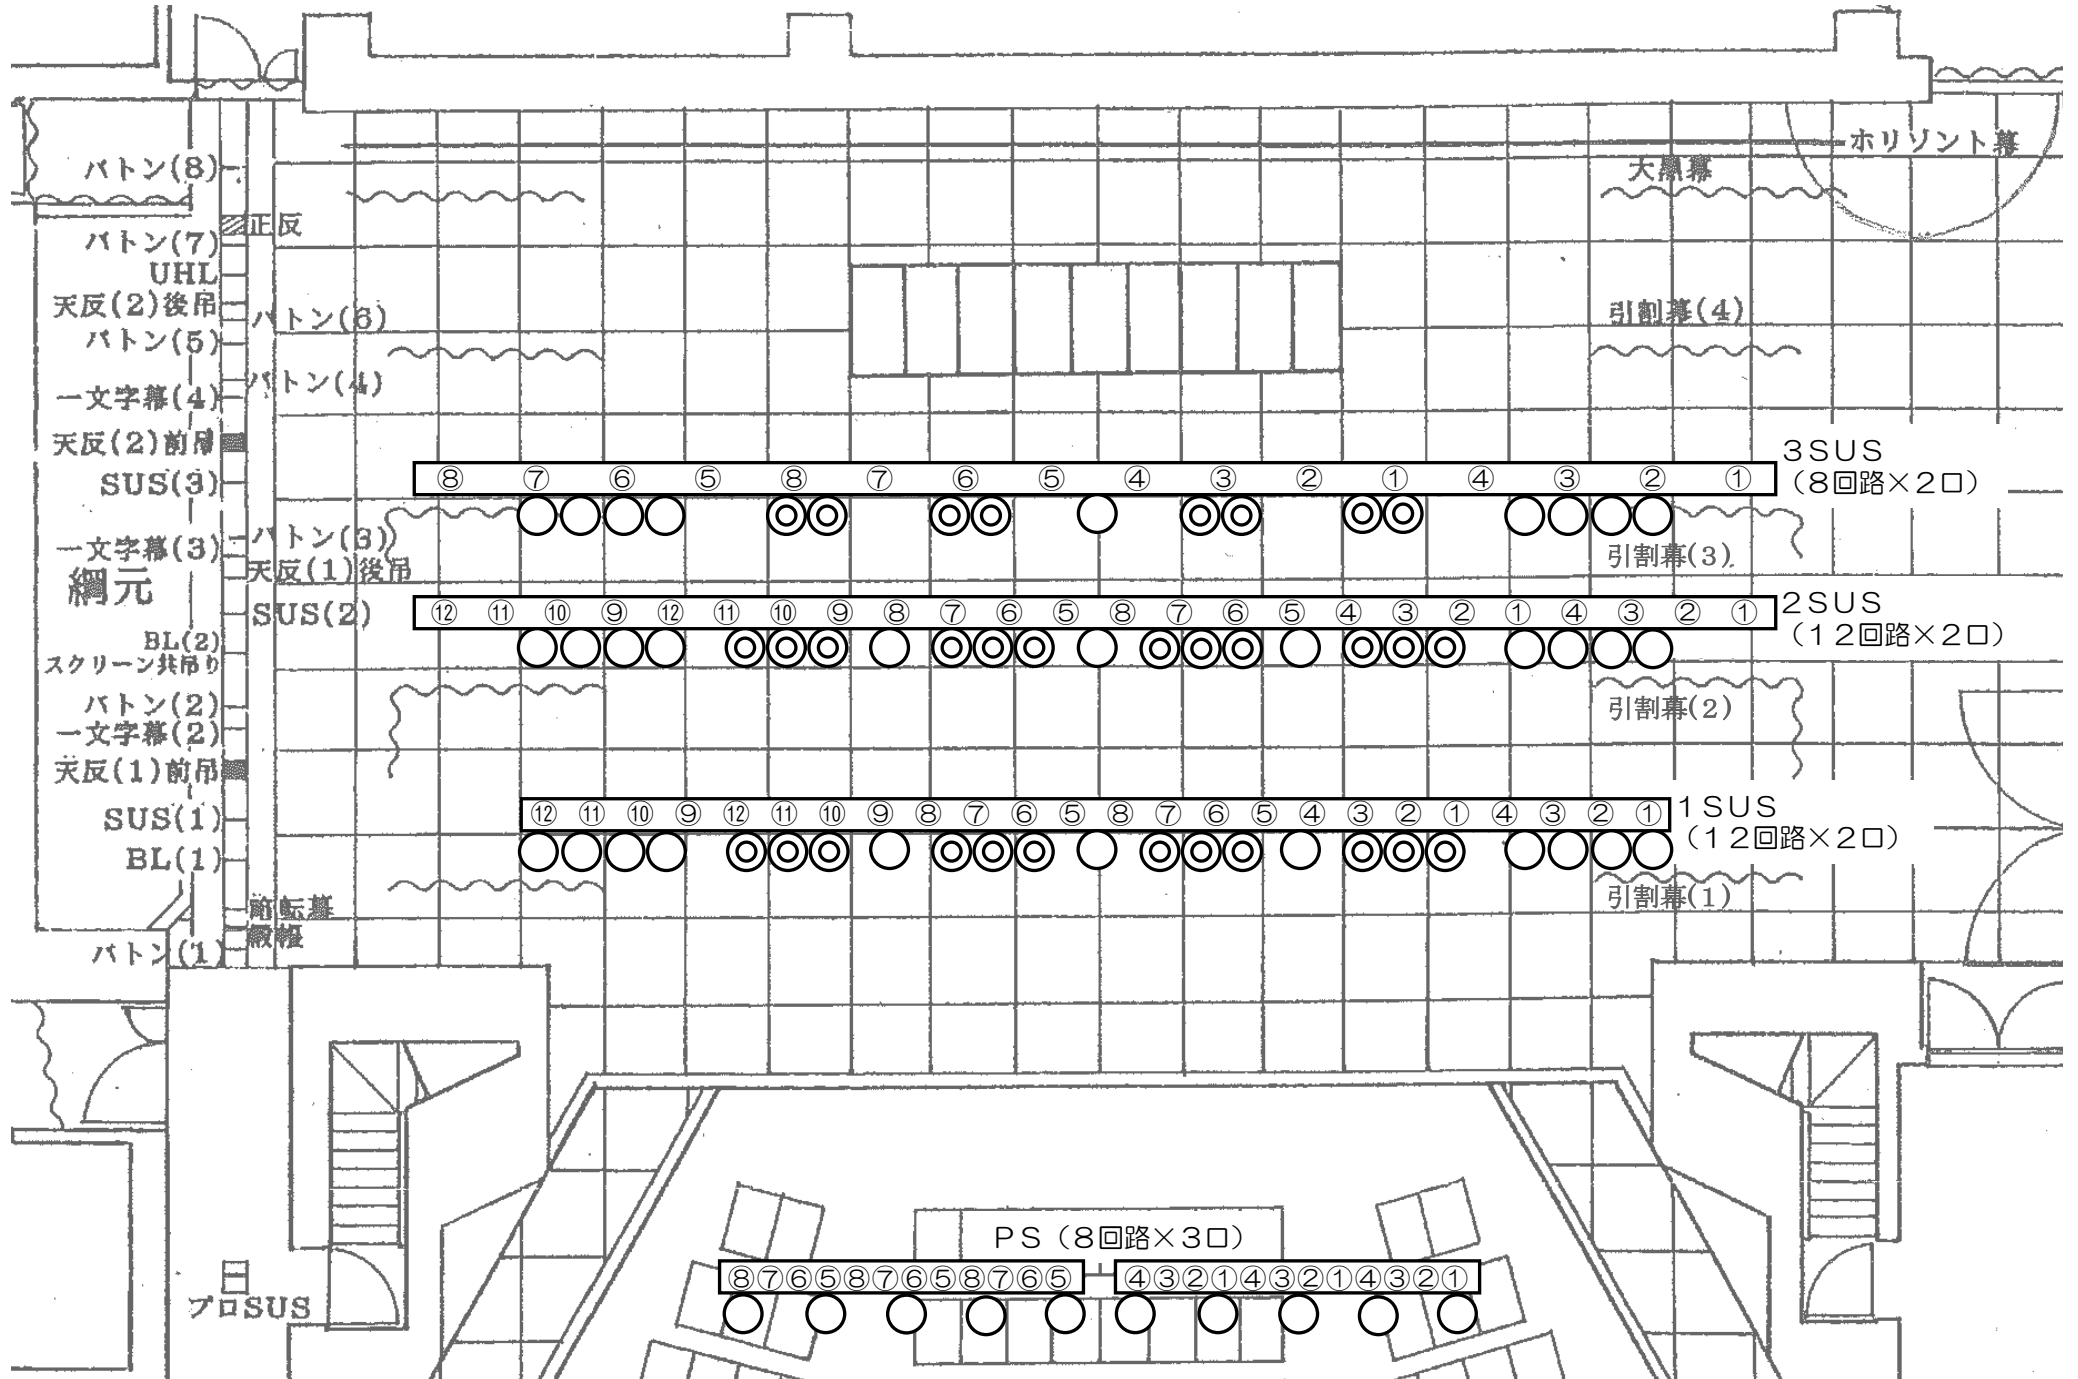 ホリゾント幕
大黒幕
バトン(8)
正反
バトン(7)
UHL
天反(2)後吊
バトン(6)
引割幕(4)
バトン(5)
バトン(4)
一文字幕(4)
天反(2)前吊
3SUS
(8回路×2口)
SUS(3)
⑧ ⑦ ⑥ ⑤ ⑧ ⑦ ⑥ ⑤ ④ ③ ② ① ④ ③ ② ①
バトン(3)
一文字幕(3)
引割幕(3)
天反(1)後吊
綱元
2SUS
(12回路×2口)
SUS(2)
⑫ ⑪ ⑩ ⑨ ⑫ ⑪ ⑩ ⑨ ⑧ ⑦ ⑥ ⑤ ⑧ ⑦ ⑥ ⑤ ④ ③ ② ① ④ ③ ② ①
BL(2)
スクリーン共吊り
バトン(2)
引割幕(2)
一文字幕(2)
天反(1)前吊
1SUS
(12回路×2口)
SUS(1)
⑫ ⑪ ⑩ ⑨ ⑫ ⑪ ⑩ ⑨ ⑧ ⑦ ⑥ ⑤ ⑧ ⑦ ⑥ ⑤ ④ ③ ② ① ④ ③ ② ①
BL(1)
引割幕(1)
暗転幕
緞帳
バトン(1)
PS(8回路×3口)
⑧⑦⑥⑤⑧⑦⑥⑤⑧⑦⑥⑤ ④③②①④③②①④③②①
プロSUS